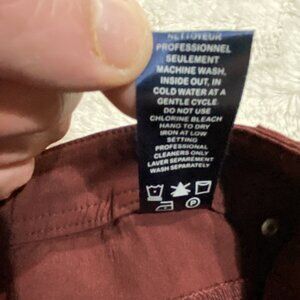 NETTOYEUR
PROFESSIONNEL
SEULEMENT
MACHINE WASH,
INSIDE OUT, IN
COLD WATER AT A
GENTLE CYCLE.
DO NOT USE
CHLORINE BLEACH
HANG TO DRY
IRON AT LOW
SETTING
PROFESSIONAL
CLEANERS ONLY
LAVER SEPAREMENT
WASH SEPARATELY
P